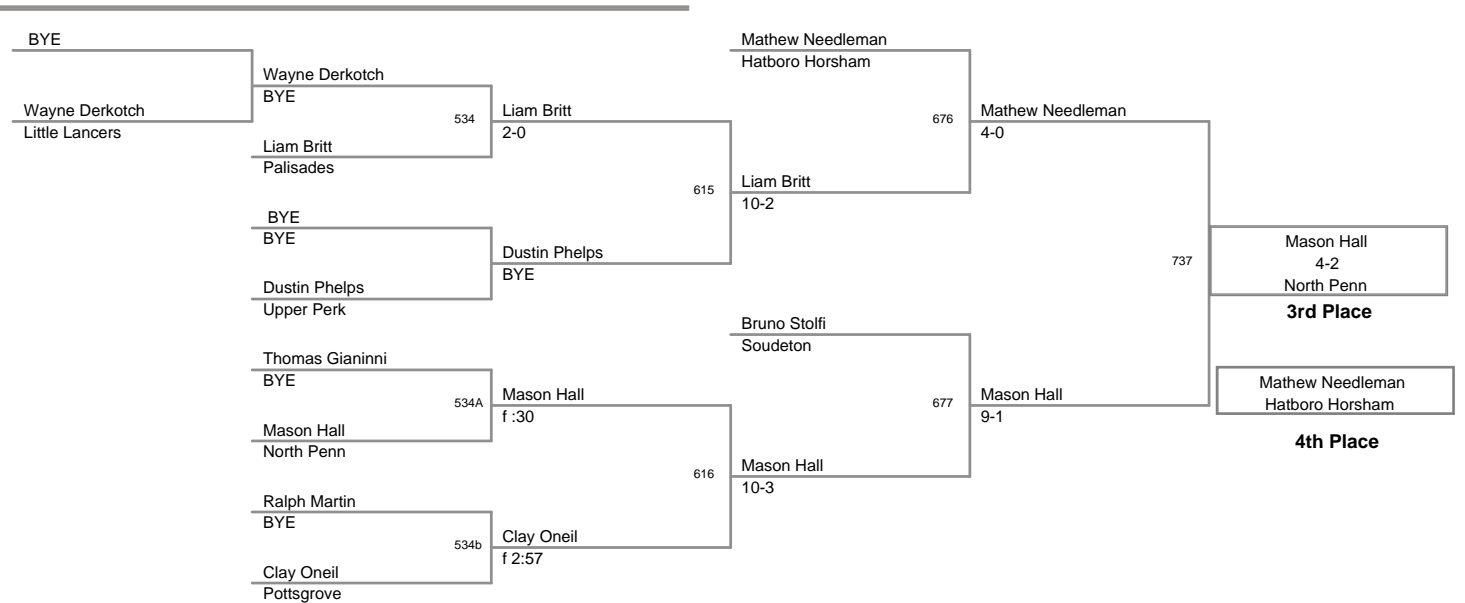 BYE
Wayne Derkotch
Little Lancers
Wayne Derkotch
BYE
534
Liam Britt
Palisades
BYE
BYE
Dustin Phelps
Upper Perk
Thomas Gianinni
BYE
534A
Mason Hall
North Penn
Ralph Martin
BYE
534b
Clay Oneil
Pottsgrove
Liam Britt
2-0
615
Dustin Phelps
BYE
Mason Hall
f :30
616
Clay Oneil
f 2:57
Mathew Needleman
Hatboro Horsham
676
Liam Britt
10-2
Bruno Stolfi
Soudeton
677
Mason Hall
10-3
Mathew Needleman
4-0
737
Mason Hall
9-1
Mason Hall
4-2
North Penn
3rd Place
Mathew Needleman
Hatboro Horsham
4th Place